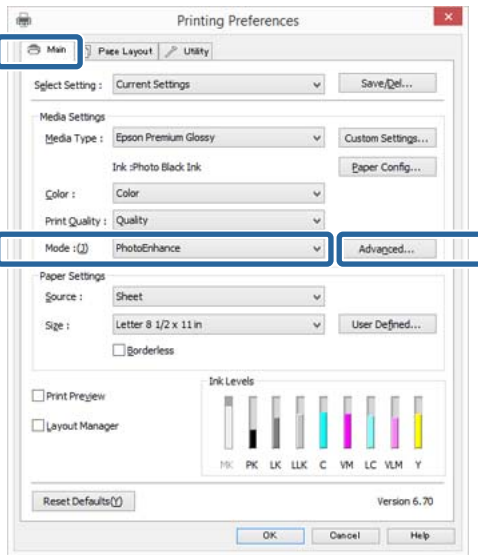 Printing Preferences
Main Page Layout Utility
Select Setting : Current Settings Save/Del...
Media Settings
Media Type : Epson Premium Glossy Custom Settings...
Ink :Photo Black Ink Paper Config...
Color : Color
Print Quality : Quality
Mode :(J) PhotoEnhance Advanced...
Paper Settings
Source : Sheet
Size : Letter 8 1/2 x 11 in User Defined...
Borderless
Ink Levels
Print Preview
Layout Manager
MK PK LK LLK C VM LC VLM Y
Reset Defaults(Y) Version 6.70
OK Cancel Help